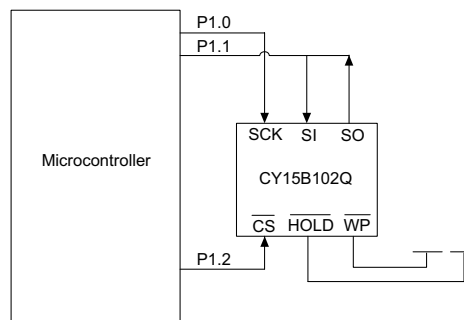 P1.0
P1.1
SCK SI SO
Microcontroller
CY15B102Q
CS HOLD WP
P1.2